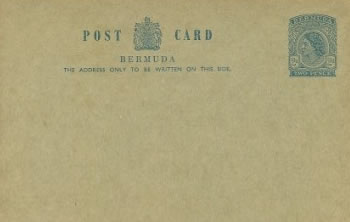 POST CARD
BERMUDA
THE ADDRESS ONLY TO BE WRITTEN ON THIS SIDE.
BERMUDA
TWO PENCE